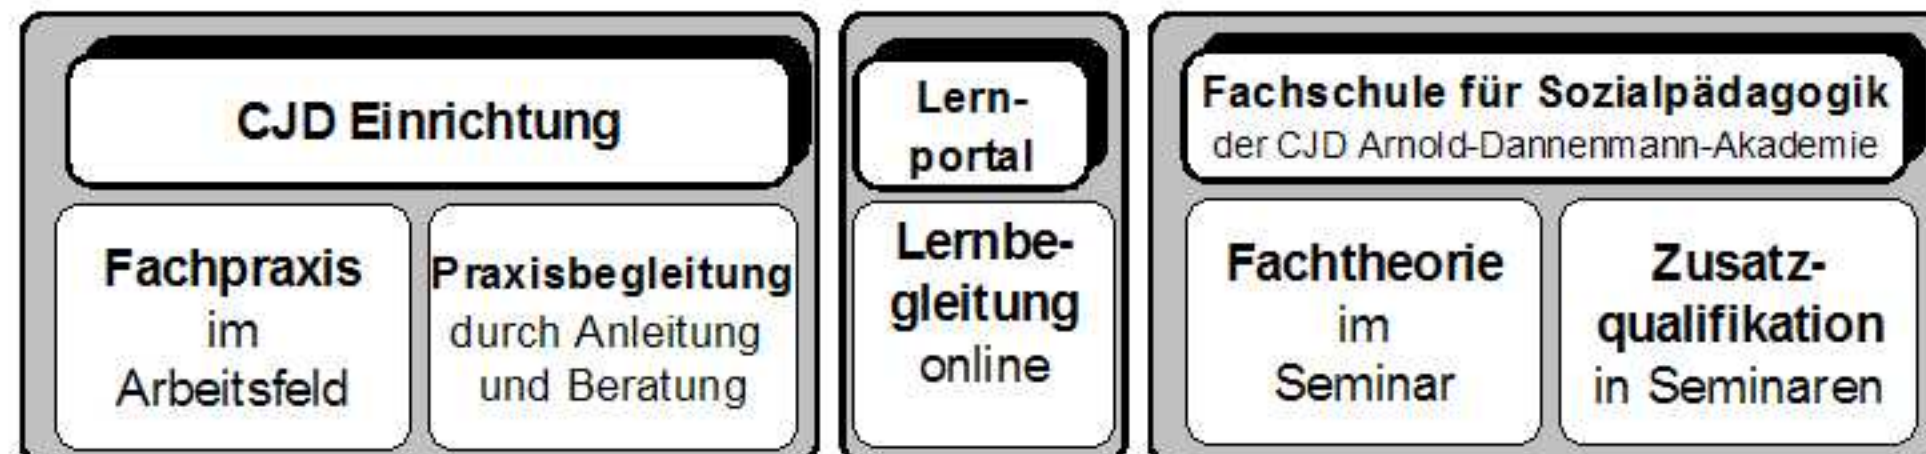 CJD Einrichtung
Fachpraxis
im
Arbeitsfeld
Praxisbegleitung
durch Anleitung
und Beratung
Lern-
portal
Lernbe-
gleitung
online
Fachschule für Sozialpädagogik
der CJD Arnold-Dannenmann-Akademie
Fachtheorie
im
Seminar
Zusatz-
qualifikation
in Seminaren